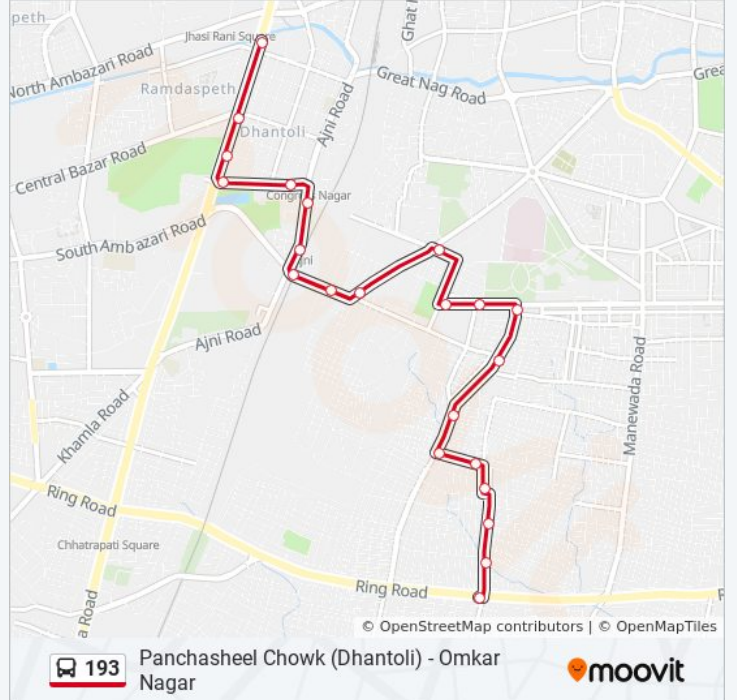 peth
Jhasi Rani Square
Ghat
North Ambazari Road
Great Nag Road
Grea
Ramdaspeth
Ajni Road
Dhantoli
Central Bazar Road
Congress Nagar
South Ambazari Road
jni
Ajni Road
Manewada Road
Khamla Road
Ring Road
Chhatrapati Square
Ring Road
a Road
© OpenStreetMap contributors | © OpenMapTiles
193
Panchasheel Chowk (Dhantoli) - Omkar
Nagar
moovit